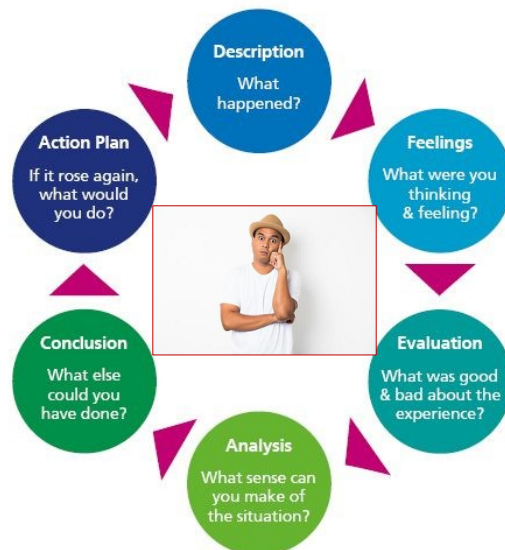 Description
What
happened?
Feelings
What were you
thinking
& feeling?
Evaluation
What was good
& bad about the
experience?
Analysis
What sense can
you make of
the situation?
Conclusion
What else
could you
have done?
Action Plan
If it rose again,
what would
you do?